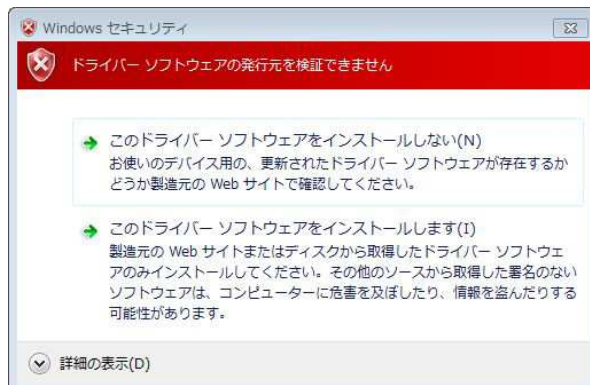 Windows セキュリティ
ドライバー ソフトウェアの発行元を検証できません
このドライバー ソフトウェアをインストールしない(N)
お使いのデバイス用の、更新されたドライバー ソフトウェアが存在するか
どうか製造元の Web サイトで確認してください。
このドライバー ソフトウェアをインストールします(I)
製造元の Web サイトまたはディスクから取得したドライバー ソフトウェ
アのみインストールしてください。その他のソースから取得した署名のない
ソフトウェアは、コンピューターに危害を及ぼしたり、情報を盗んだりする
可能性があります。
詳細の表示(D)